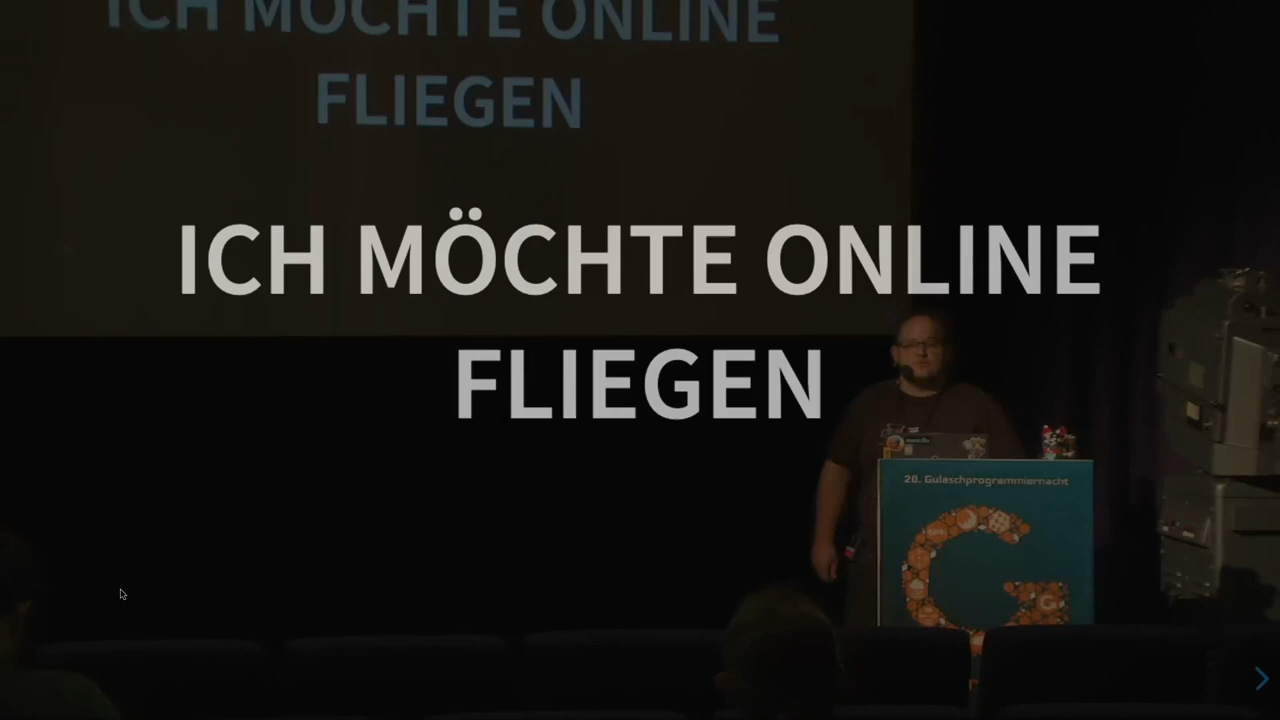 ICH MÖCHTE ONLINE
FLIEGEN
ICH MÖCHTE ONLINE
FLIEGEN
20. Gulaschprogrammiernacht
G